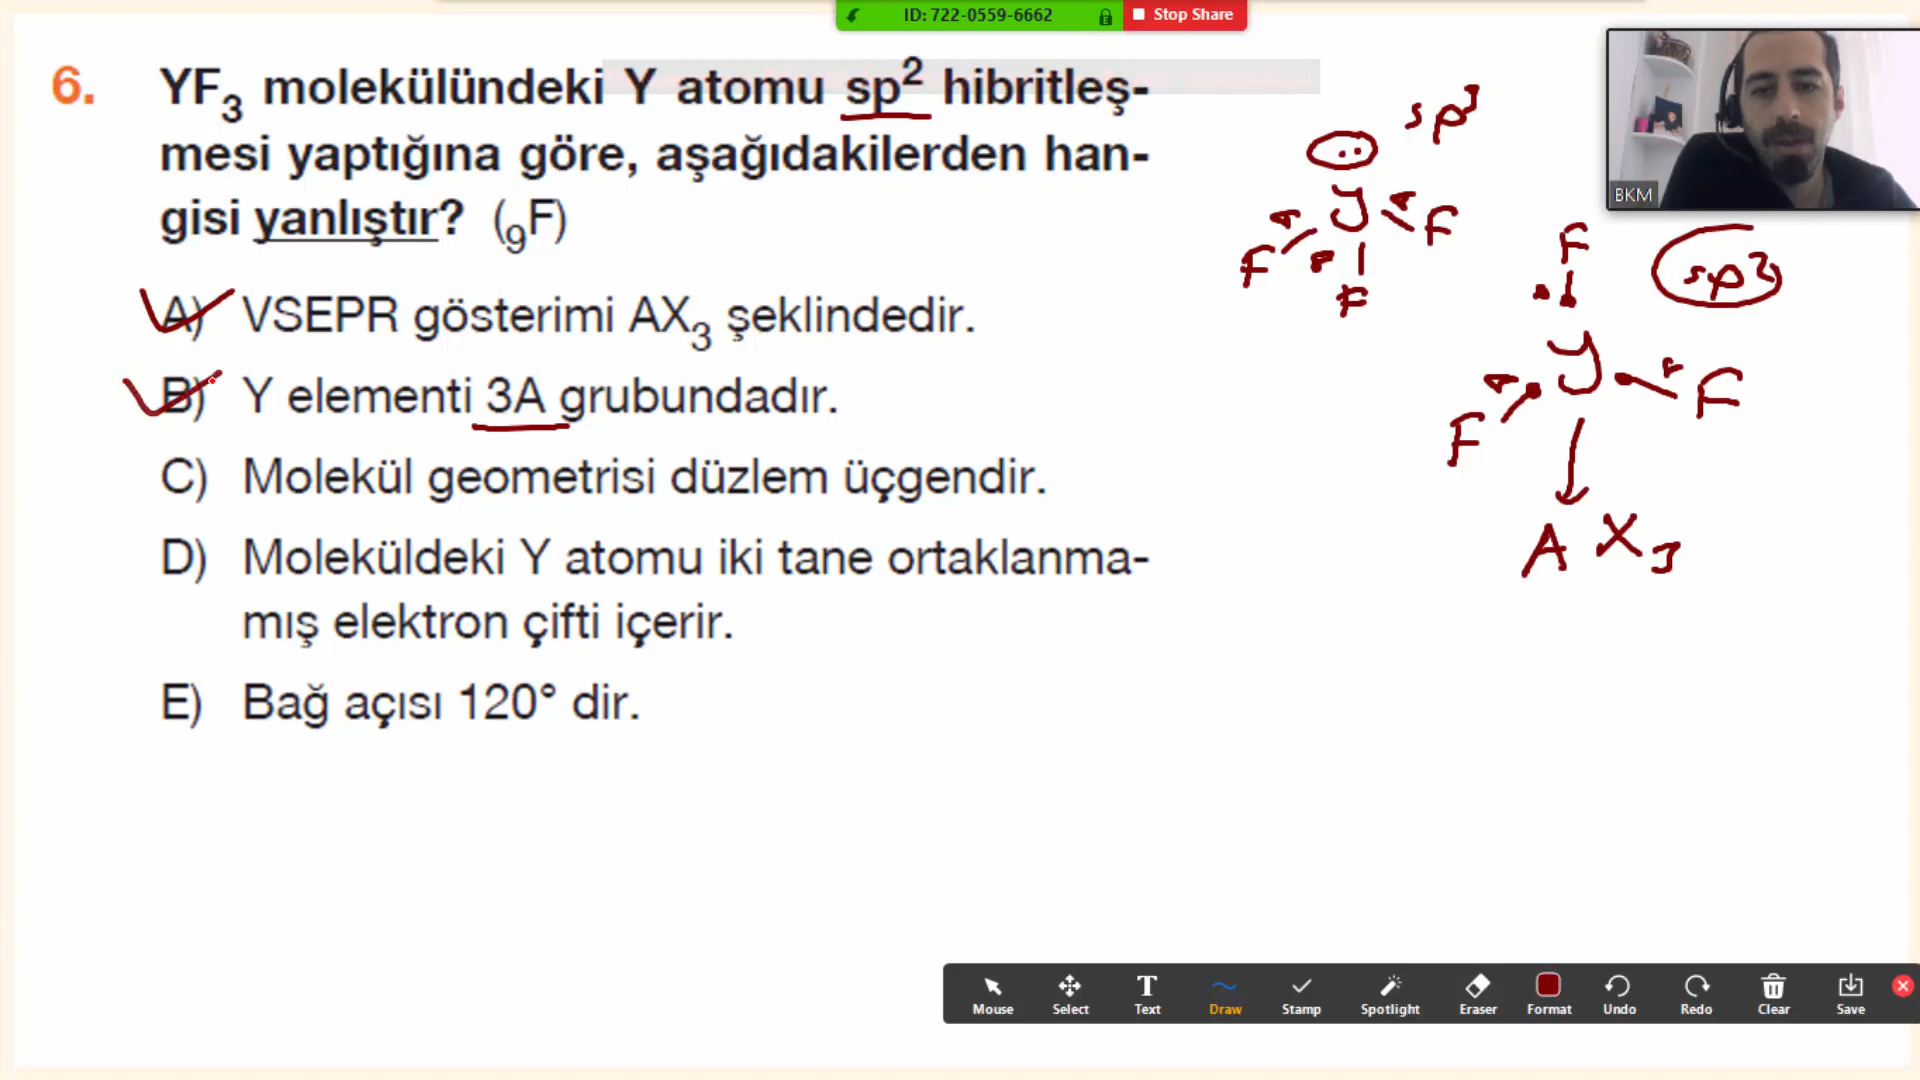 ID: 722-0559-6662
Stop Share
6. YF3 molekülündeki Y atomu sp² hibritleş-
mesi yaptığına göre, aşağıdakilerden han-
gisi yanlıştır? (9F)
A) VSEPR gösterimi AX3 şeklindedir.
B) Y elementi 3A grubundadır.
C) Molekül geometrisi düzlem üçgendir.
D) Moleküldeki Y atomu iki tane ortaklanma-
mış elektron çifti içerir.
E) Bağ açısı 120° dir.
sp³
Y
F
F
F
sp²
F
Y
F
F
AX3
BKM
Mouse
Select
Text
Draw
Stamp
Spotlight
Eraser
Format
Undo
Redo
Clear
Save